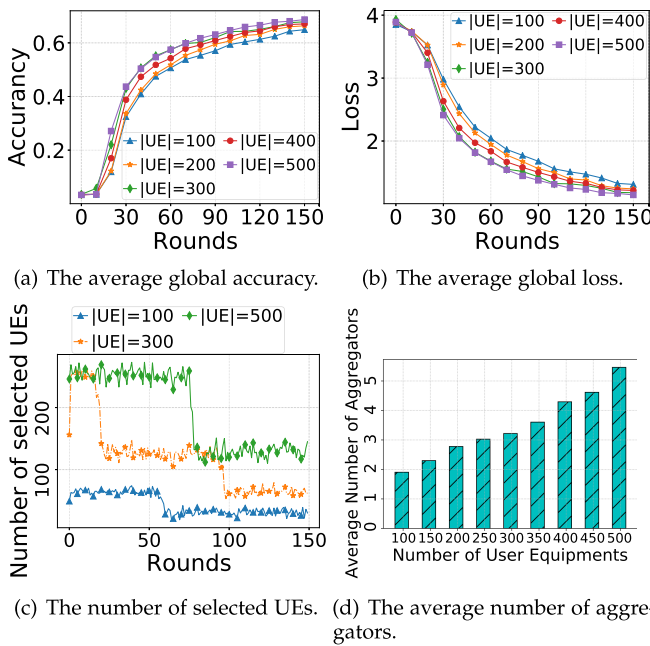 Accurancy
0.6
0.4
0.2
|UE|=100
|UE|=400
|UE|=200
|UE|=500
|UE|=300
0
30
60
90
120
150
Rounds
(a) The average global accuracy.
Loss
4
3
2
|UE|=100
|UE|=400
|UE|=200
|UE|=500
|UE|=300
0
30
60
90
120
150
Rounds
(b) The average global loss.
|UE|=100
|UE|=500
|UE|=300
Number of selected UEs
200
100
0
50
100
150
Rounds
(c) The number of selected UEs.
Average Number of Aggregators
5
4
3
2
1
0
100 150 200 250 300 350 400 450 500
Number of User Equipments
(d) The average number of aggre-
gators.